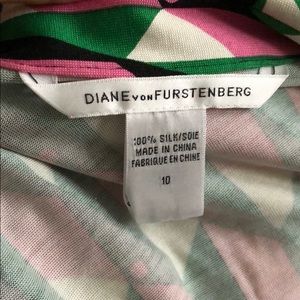 DIANE VON FURSTENBERG
100% SILK/SOIE
MADE IN CHINA
FABRIQUE EN CHINE
10